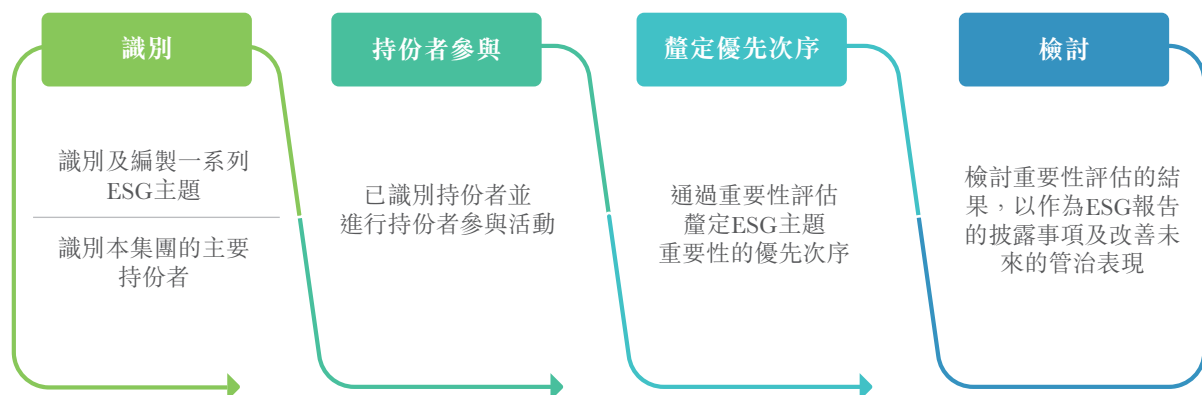 識別
識別及編製一系列
ESG主題
識別本集團的主要
持份者
持份者參與
已識別持份者並
進行持份者參與活動
釐定優先次序
通過重要性評估
釐定ESG主題
重要性的優先次序
檢討
檢討重要性評估的結
果，以作為ESG報告
的披露事項及改善未
來的管治表現